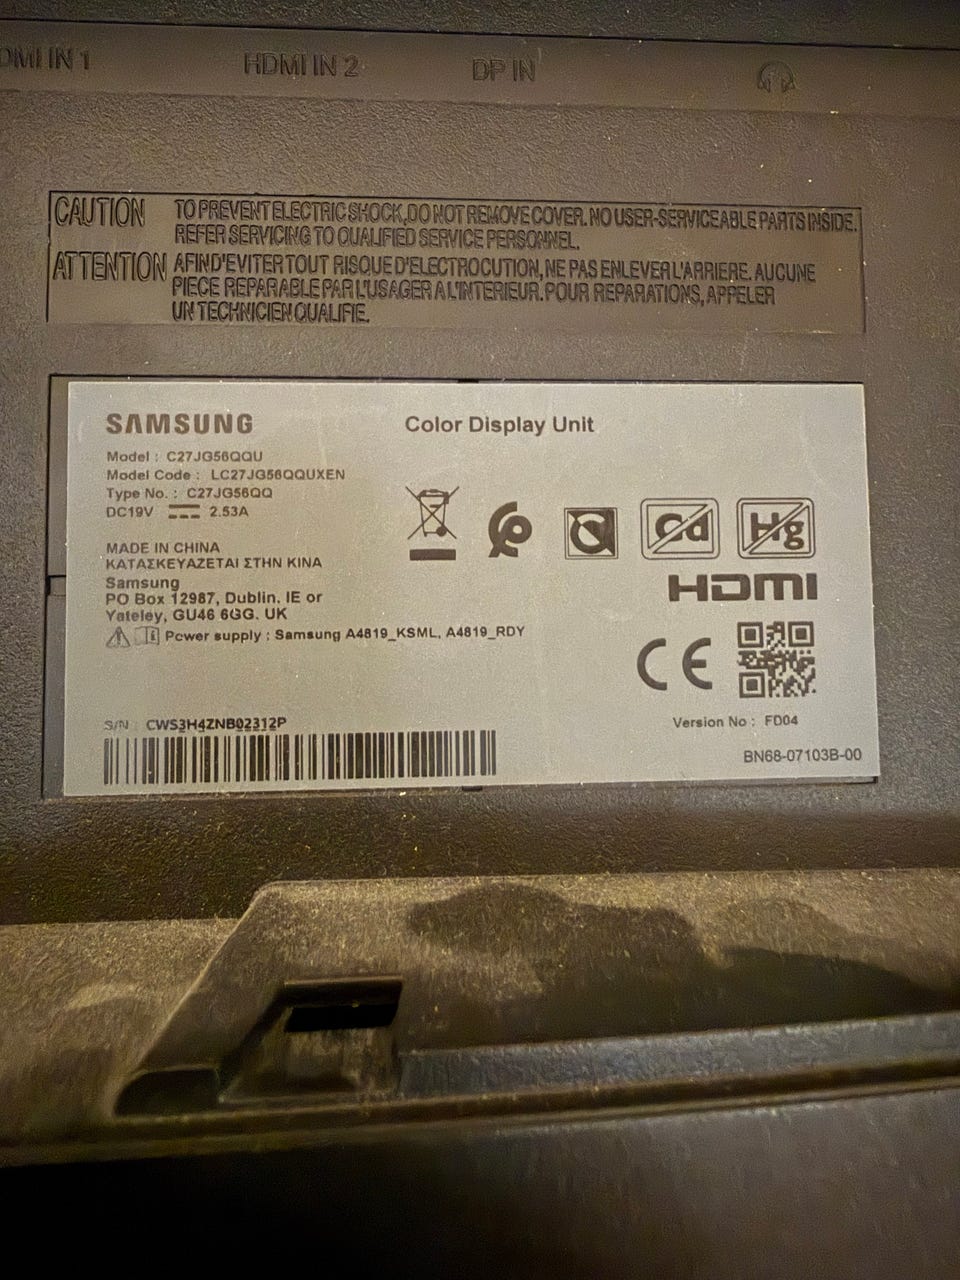 DMI IN 1 HDMI IN 2 DP IN
CAUTION TO PREVENT ELECTRIC SHOCK,DO NOT REMOVE COVER. NO USER-SERVICEABLE PARTS INSIDE.
REFER SERVICING TO QUALIFIED SERVICE PERSONNEL.
ATTENTION AFIN D'EVITER TOUT RISQUE D'ELECTROCUTION, NE PAS ENLEVER L'ARRIERE. AUCUNE
PIECE REPARABLE PAR L'USAGER A L'INTERIEUR. POUR REPARATIONS, APPELER
UN TECHNICIEN QUALIFIE.
SAMSUNG
Color Display Unit
Model : C27JG56QQU
Model Code : LC27JG56QQUXEN
Type No. : C27JG56QQ
DC19V 2.53A
Cd Hg
MADE IN CHINA
ΚΑΤΑΣΚΕΥΑΖΕΤΑΙ ΣΤΗΝ ΚΙΝΑ
HDMI
Samsung
PO Box 12987, Dublin. IE or
Yateley, GU46 6GG. UK
Power supply : Samsung A4819_KSML, A4819_RDY
CE
S/N : CWS3H4ZNB02312P
Version No : FD04
BN68-07103B-00